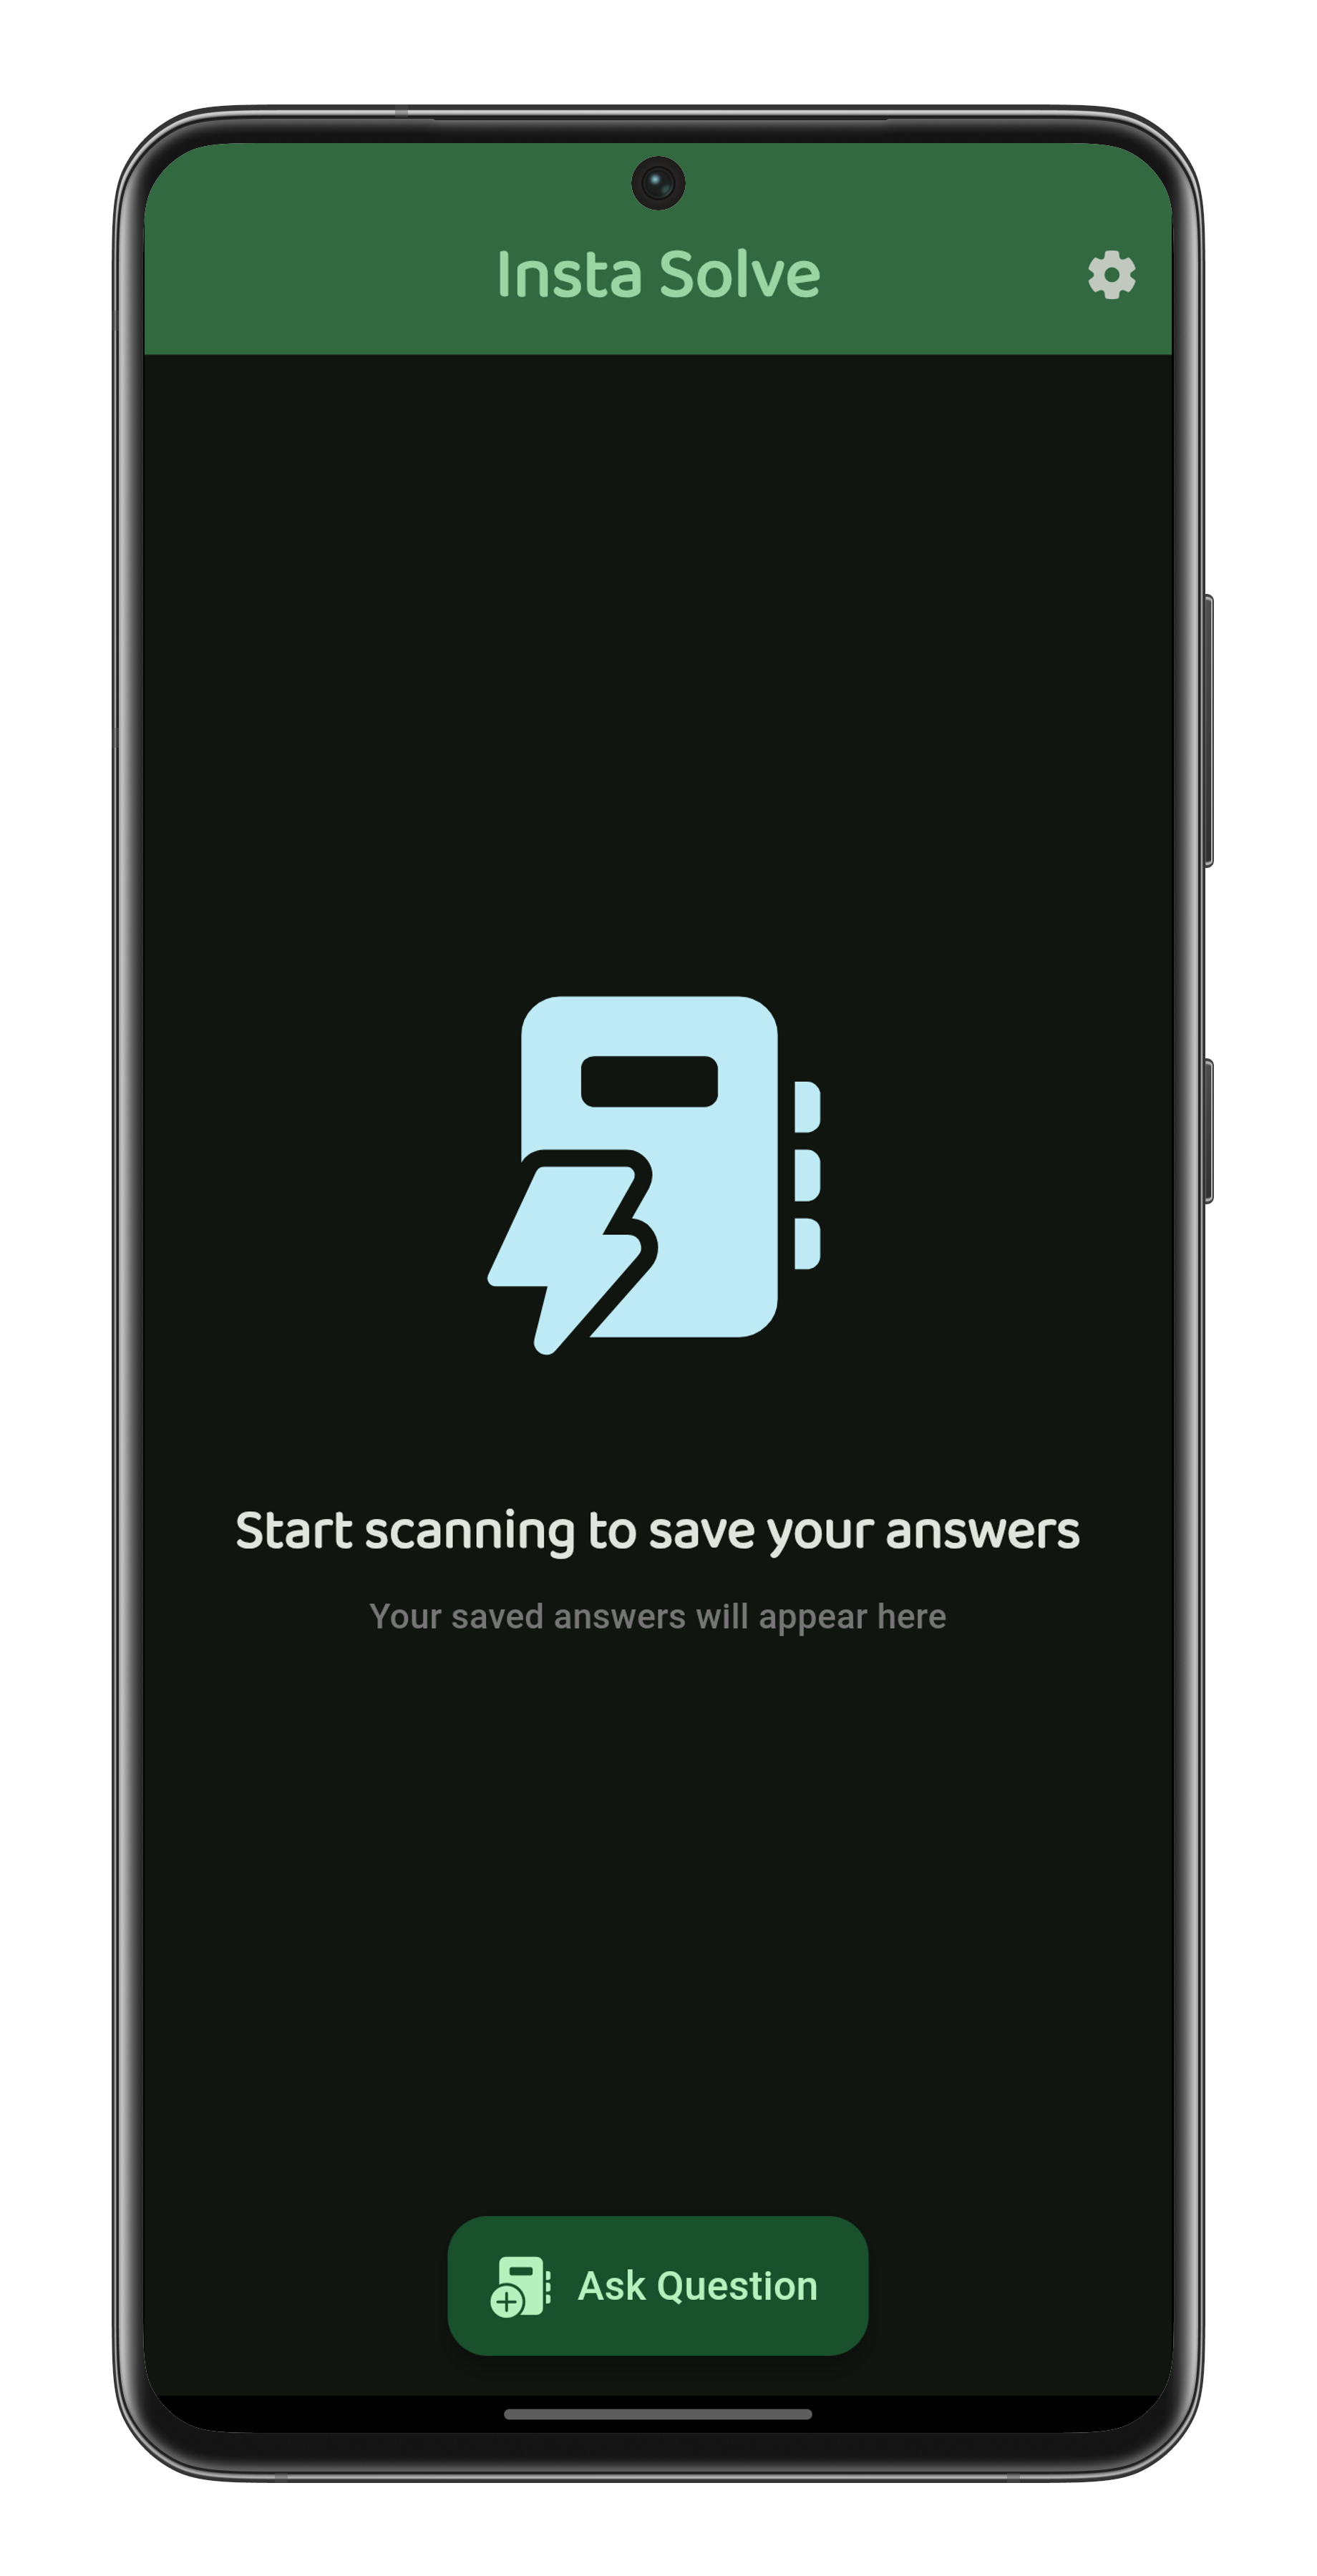 Insta Solve
Start scanning to save your answers
Your saved answers will appear here
Ask Question